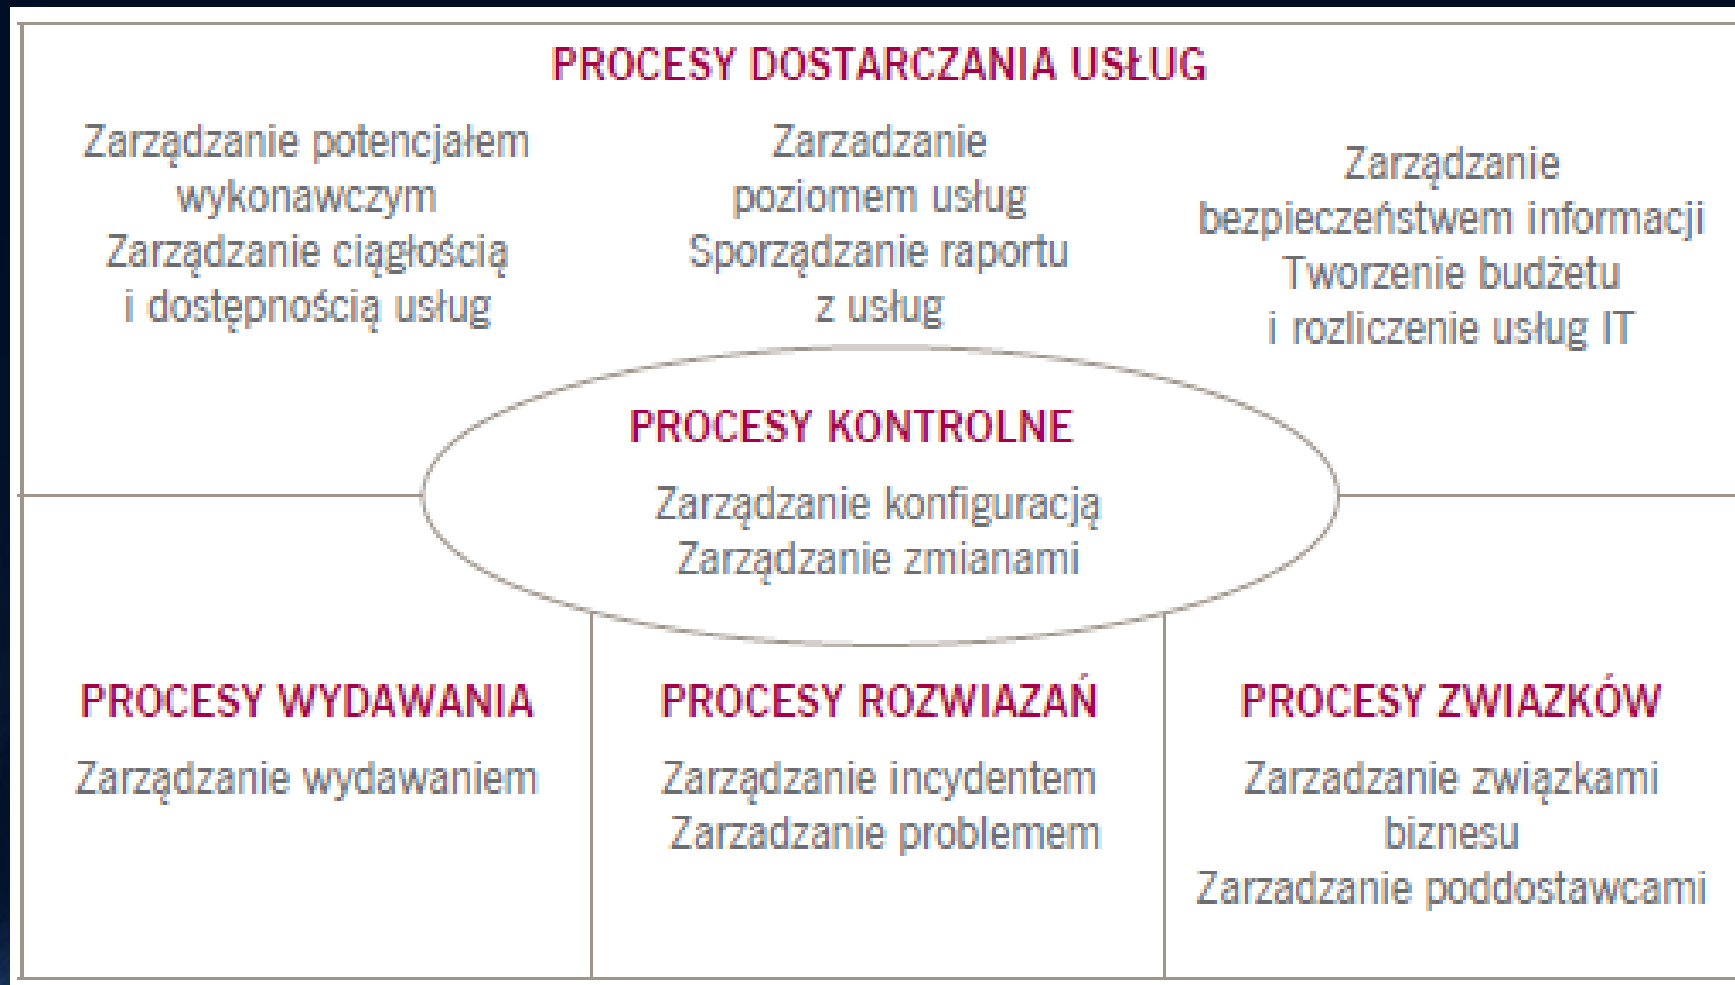 PROCESY DOSTARCZANIA USŁUG
Zarządzanie potencjałem
wykonawczym
Zarządzanie ciągłością
i dostępnością usług
Zarzadzanie
poziomem usług
Sporządzanie raportu
z usług
Zarządzanie
bezpieczeństwem informacji
Tworzenie budżetu
i rozliczenie usług IT
PROCESY KONTROLNE
Zarządzanie konfiguracją
Zarządzanie zmianami
PROCESY WYDAWANIA
Zarządzanie wydawaniem
PROCESY ROZWIAZAŃ
Zarządzanie incydentem
Zarzadzanie problemem
PROCESY ZWIAZKÓW
Zarzadzanie związkami
biznesu
Zarzadzanie poddostawcami